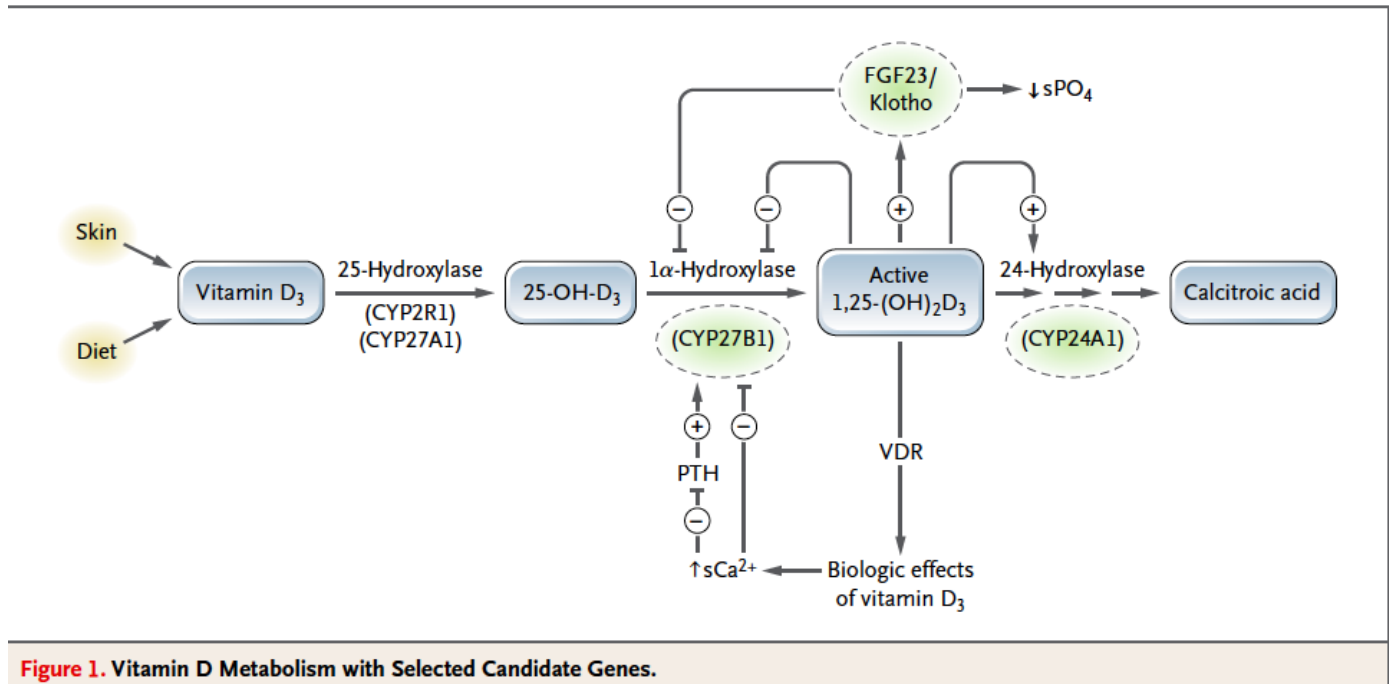 FGF23/
Klotho
↓sPO₄
−
−
+
+
Skin
Diet
Vitamin D₃
25-Hydroxylase
(CYP2R1)
(CYP27A1)
25-OH-D₃
1α-Hydroxylase
(CYP27B1)
Active
1,25-(OH)₂D₃
24-Hydroxylase
(CYP24A1)
Calcitroic acid
+
−
PTH
−
↑sCa²⁺
VDR
Biologic effects
of vitamin D₃
Figure 1. Vitamin D Metabolism with Selected Candidate Genes.